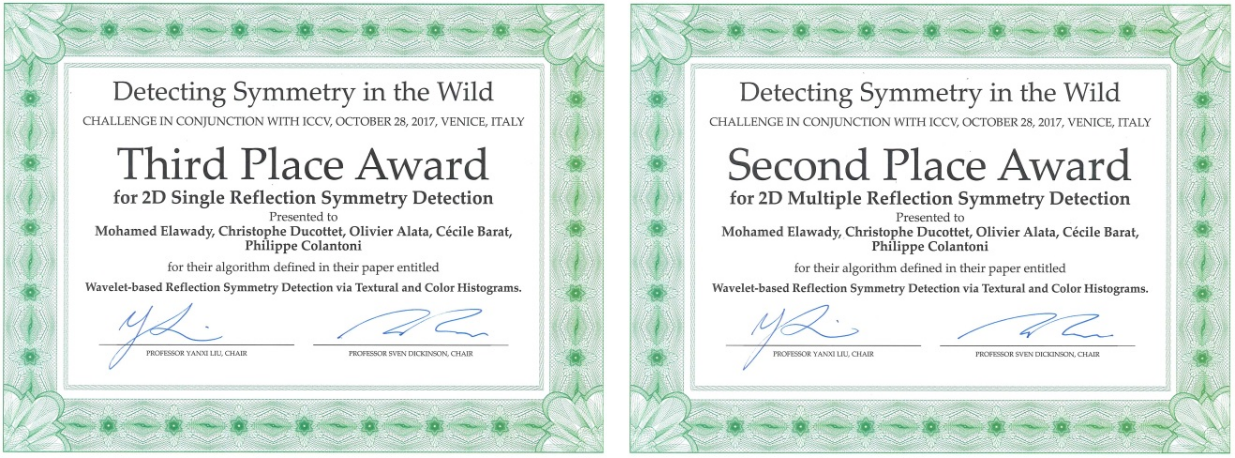 Detecting Symmetry in the Wild
CHALLENGE IN CONJUNCTION WITH ICCV, OCTOBER 28, 2017, VENICE, ITALY
Third Place Award
for 2D Single Reflection Symmetry Detection
Presented to
Mohamed Elawady, Christophe Ducottet, Olivier Alata, Cécile Barat,
Philippe Colantoni
for their algorithm defined in their paper entitled
Wavelet-based Reflection Symmetry Detection via Textural and Color Histograms.
PROFESSOR YANXI LIU, CHAIR
PROFESSOR SVEN DICKINSON, CHAIR
Detecting Symmetry in the Wild
CHALLENGE IN CONJUNCTION WITH ICCV, OCTOBER 28, 2017, VENICE, ITALY
Second Place Award
for 2D Multiple Reflection Symmetry Detection
Presented to
Mohamed Elawady, Christophe Ducottet, Olivier Alata, Cécile Barat,
Philippe Colantoni
for their algorithm defined in their paper entitled
Wavelet-based Reflection Symmetry Detection via Textural and Color Histograms.
PROFESSOR YANXI LIU, CHAIR
PROFESSOR SVEN DICKINSON, CHAIR